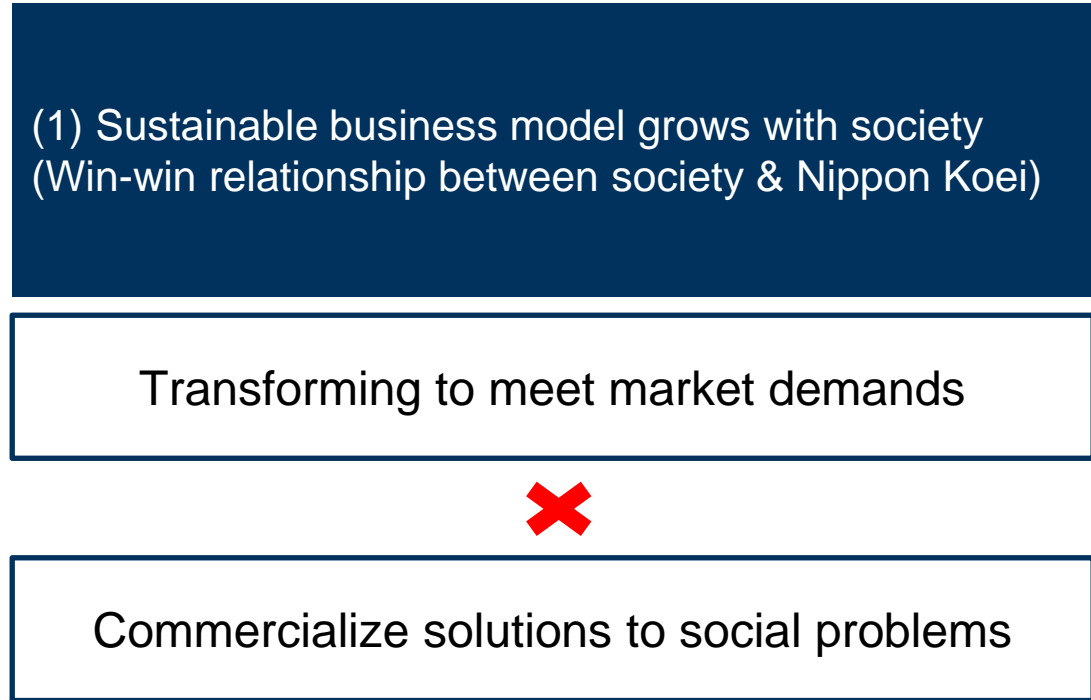 (1) Sustainable business model grows with society
(Win-win relationship between society & Nippon Koei)
Transforming to meet market demands
Commercialize solutions to social problems